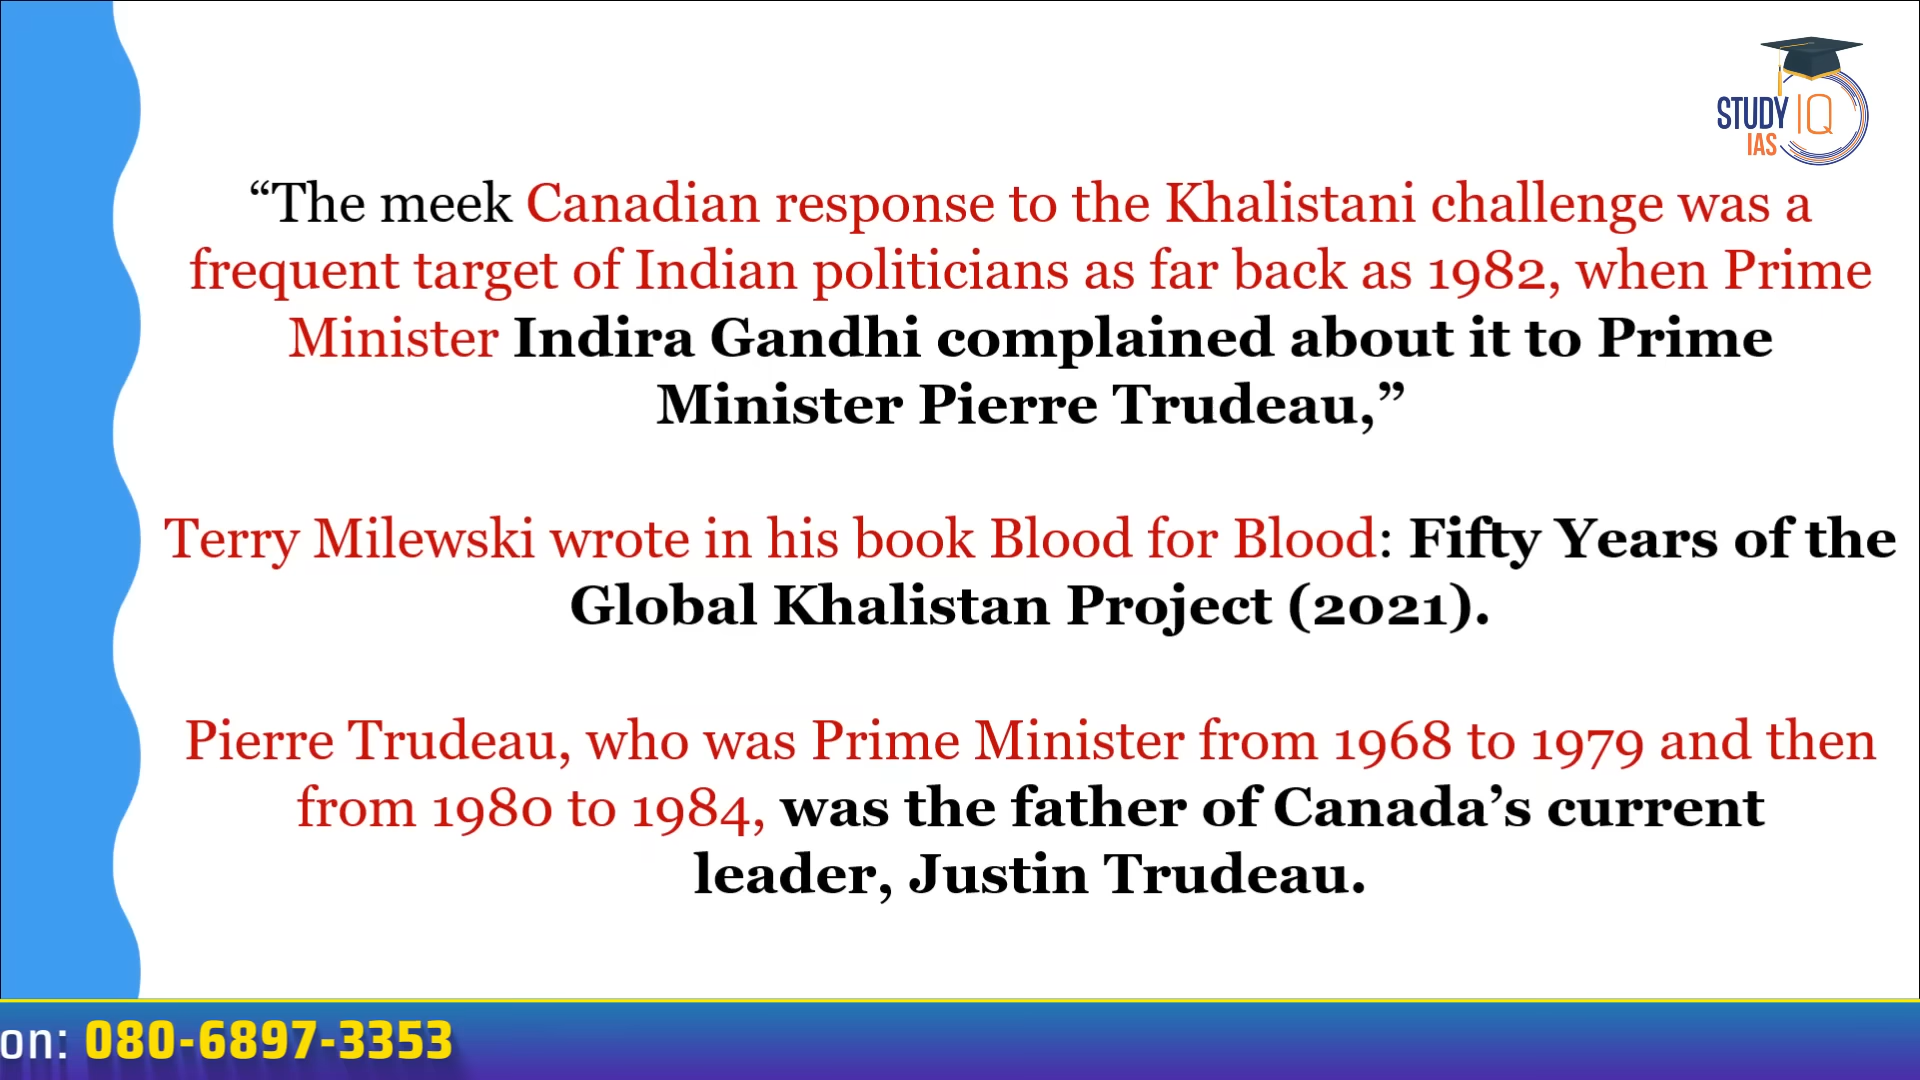 STUDY IQ
IAS
“The meek Canadian response to the Khalistani challenge was a
frequent target of Indian politicians as far back as 1982, when Prime
Minister Indira Gandhi complained about it to Prime
Minister Pierre Trudeau,”
Terry Milewski wrote in his book Blood for Blood: Fifty Years of the
Global Khalistan Project (2021).
Pierre Trudeau, who was Prime Minister from 1968 to 1979 and then
from 1980 to 1984, was the father of Canada’s current
leader, Justin Trudeau.
on: 080-6897-3353